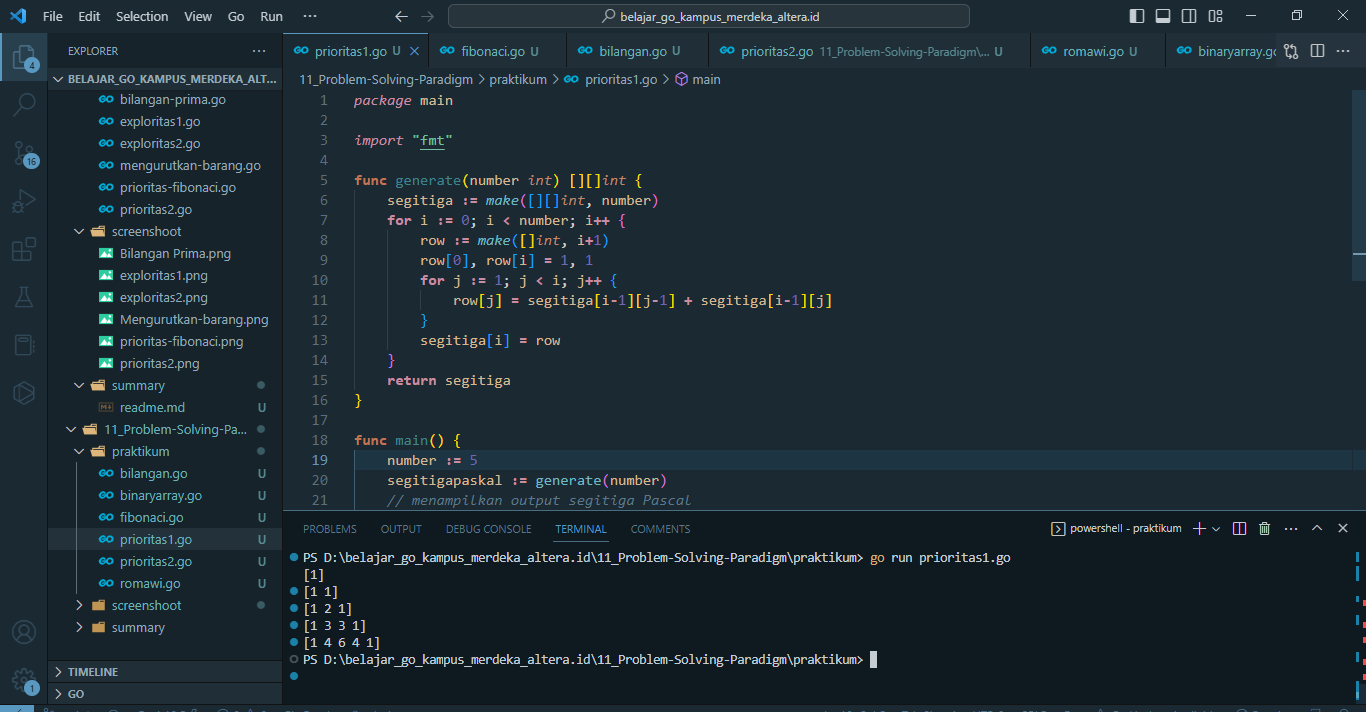 File Edit Selection View Go Run ··· belajar_go_kampus_merdeka_altera.id
EXPLORER ···
BELAJAR_GO_KAMPUS_MERDEKA_ALT...
bilangan-prima.go
exploritas1.go
exploritas2.go
mengurutkan-barang.go
prioritas-fibonaci.go
prioritas2.go
screenshoot
Bilangan Prima.png
exploritas1.png
exploritas2.png
Mengurutkan-barang.png
prioritas-fibonaci.png
prioritas2.png
summary
readme.md U
11_Problem-Solving-Pa...
praktikum
bilangan.go U
binaryarray.go U
fibonaci.go U
prioritas1.go U
prioritas2.go U
romawi.go U
screenshoot
summary
TIMELINE
GO
4
16
1
prioritas1.go U fibonaci.go U bilangan.go U prioritas2.go 11_Problem-Solving-Paradigm\... U romawi.go U binaryarray.go
11_Problem-Solving-Paradigm > praktikum > prioritas1.go > main
1 package main
2
3 import "fmt"
4
5 func generate(number int) [][]int {
6 segitiga := make([][]int, number)
7 for i := 0; i < number; i++ {
8 row := make([]int, i+1)
9 row[0], row[i] = 1, 1
10 for j := 1; j < i; j++ {
11 row[j] = segitiga[i-1][j-1] + segitiga[i-1][j]
12 }
13 segitiga[i] = row
14 }
15 return segitiga
16 }
17
18 func main() {
19 number := 5
20 segitigapaskal := generate(number)
21 // menampilkan output segitiga Pascal
PROBLEMS OUTPUT DEBUG CONSOLE TERMINAL COMMENTS powershell - praktikum
PS D:\belajar_go_kampus_merdeka_altera.id\11_Problem-Solving-Paradigm\praktikum> go run prioritas1.go
[1]
[1 1]
[1 2 1]
[1 3 3 1]
[1 4 6 4 1]
PS D:\belajar_go_kampus_merdeka_altera.id\11_Problem-Solving-Paradigm\praktikum>